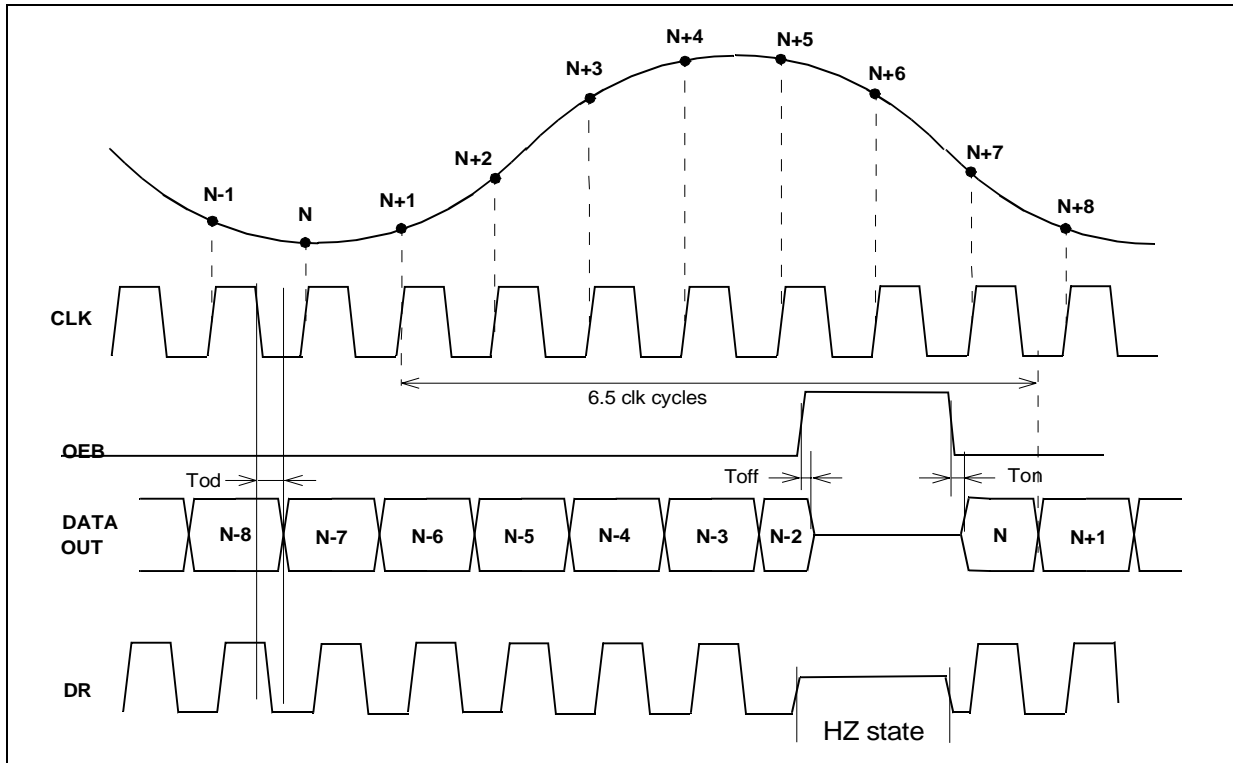 N+4
N+5
N+3
N+6
N+2
N+7
N-1
N
N+1
N+8
CLK
6.5 clk cycles
OEB
Tod
Toff
Ton
DATA
OUT
N-8
N-7
N-6
N-5
N-4
N-3
N-2
N
N+1
DR
HZ state